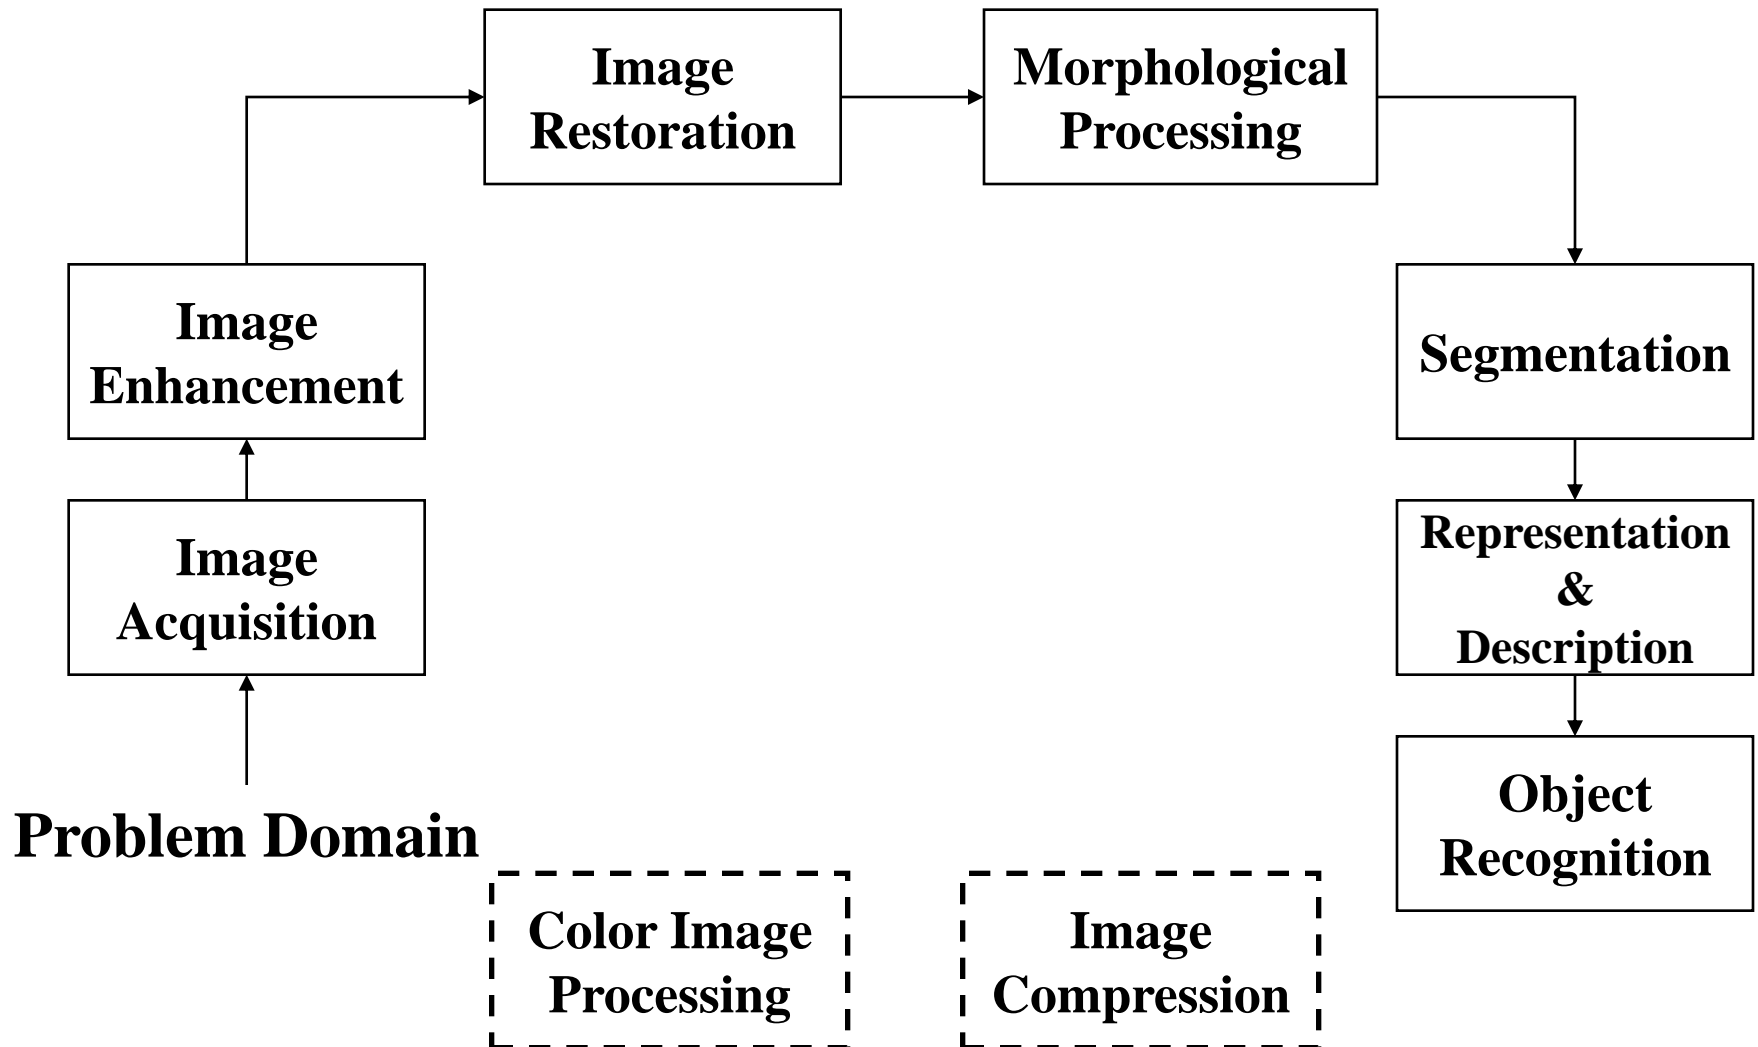 Image
Restoration
Morphological
Processing
Image
Enhancement
Segmentation
Image
Acquisition
Representation
&
Description
Problem Domain
Object
Recognition
Color Image
Processing
Image
Compression